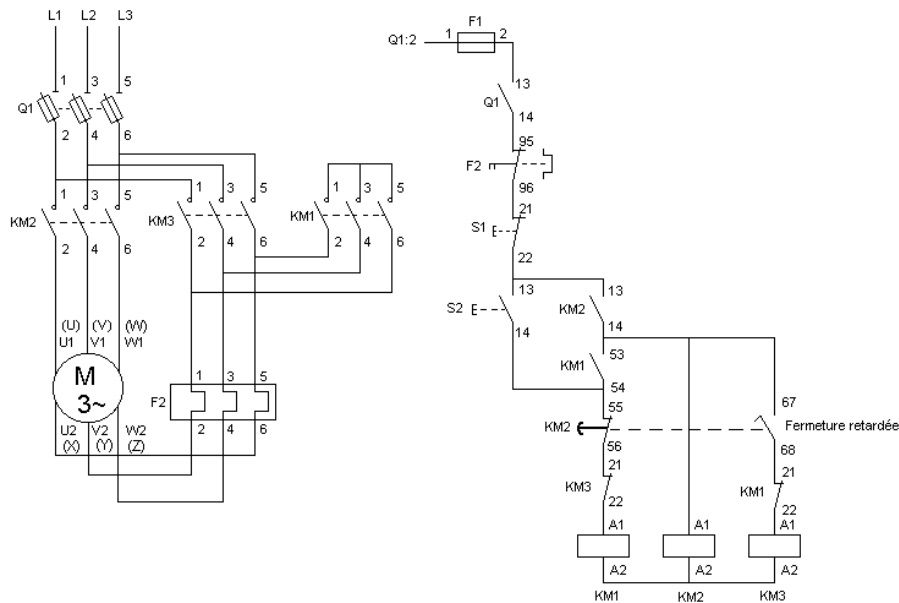 L1 L2 L3
1 3 5
Q1
2 4 6
1 3 5
KM2
2 4 6
1 3 5
KM3
2 4 6
1 3 5
KM1
2 4 6
(U) (V) (W)
U1 V1 W1
M
3~
U2 V2 W2
(X) (Y) (Z)
1 3 5
F2
2 4 6
F1
Q1:2 1 2
13
Q1
14
95
F2
96
21
S1
22
13
S2
14
13
KM2
14
53
KM1
54
55
KM2
56
67
Fermeture retardée
68
21
KM3
22
21
KM1
22
A1 A1 A1
A2 A2 A2
KM1 KM2 KM3